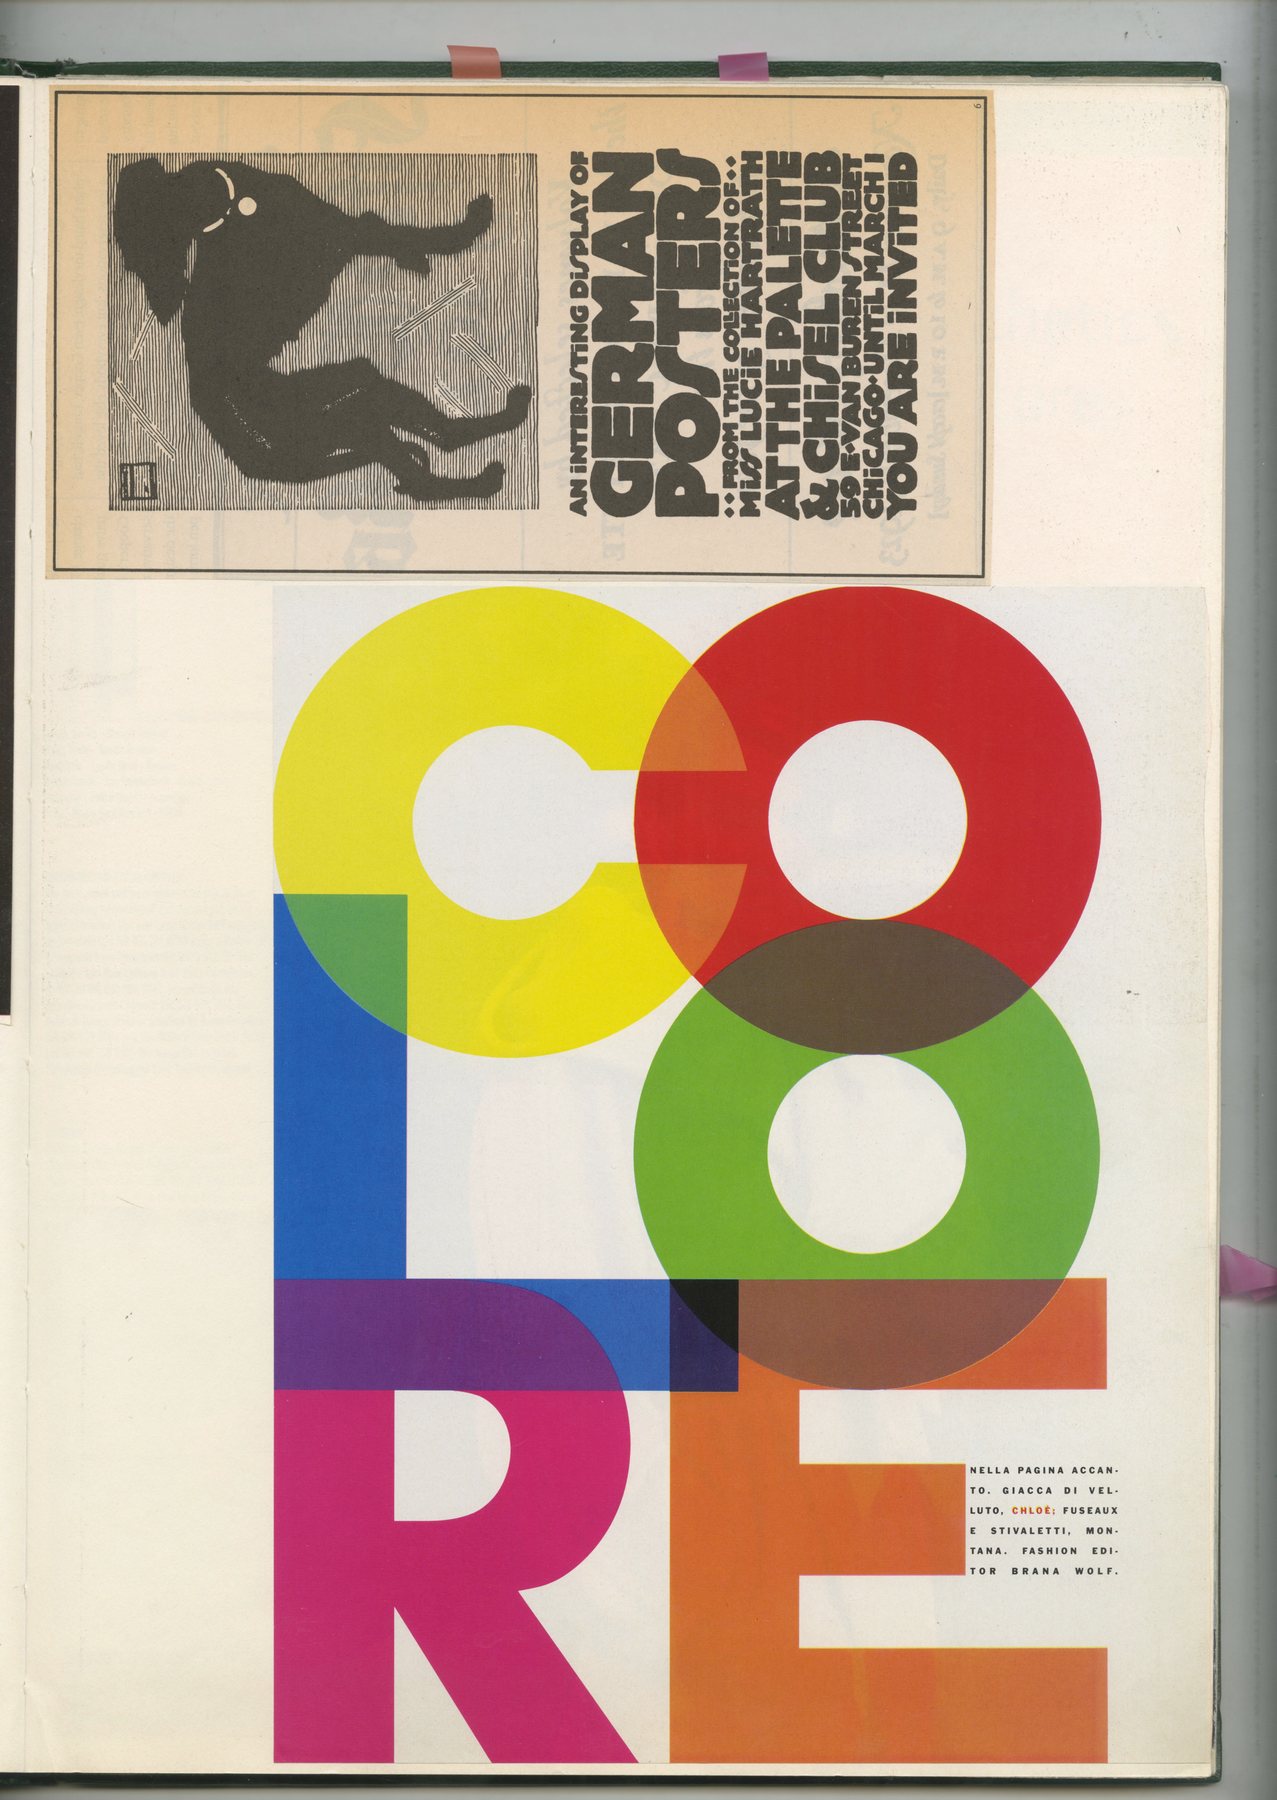 AN INTERESTING DISPLAY OF
GERMAN
POSTERS
FROM THE COLLECTION OF
MISS LUCIE HARTRATH
AT THE PALETTE
& CHISEL CLUB
59 E·VAN BUREN STREET
CHICAGO·UNTIL MARCH 1
YOU ARE INVITED
CO
LO
RE
NELLA PAGINA ACCAN-
TO. GIACCA DI VEL-
LUTO, CHLOÉ; FUSEAUX
E STIVALETTI, MON-
TANA. FASHION EDI-
TOR BRANA WOLF.